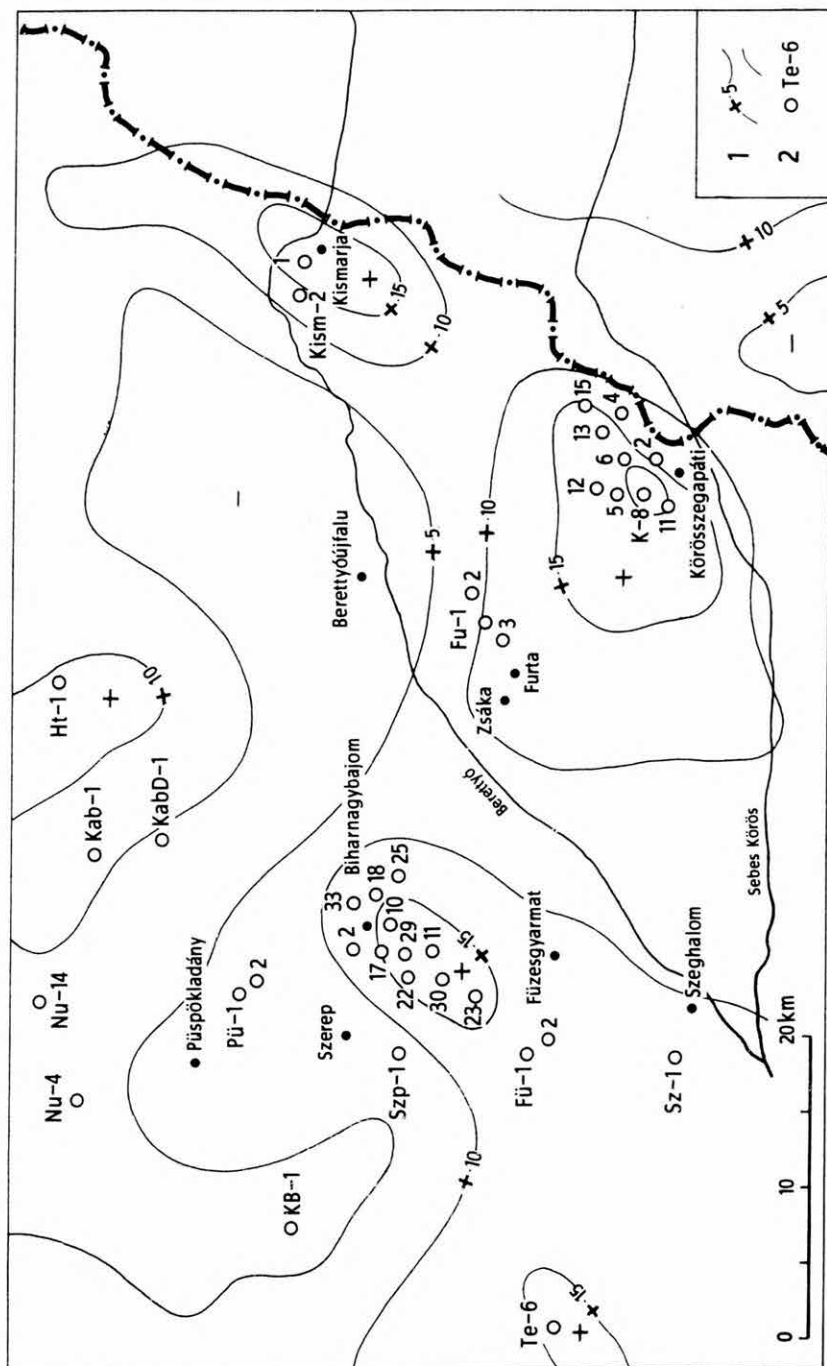 Nu-4
Nu-14
Kab-1
Ht-1
KabD-1
10
Püspökladány
Pü-1
2
KB-1
Szerep
Szp-1
Biharnagybajom
33
2
18
25
17
10
29
22
11
30
23
15
10
Berettyóújfalu
5
Kism-2
1
Kismarja
15
10
Berettyó
Zsáka
Furta
Fu-1
2
3
10
Füzesgyarmat
Fü-1
2
Te-6
15
Szeghalom
Sz-1
Sebes Körös
15
12
13
15
6
4
5
2
K-8
11
Körösszegapáti
5
10
0
10
20 km
1
5
2
Te-6